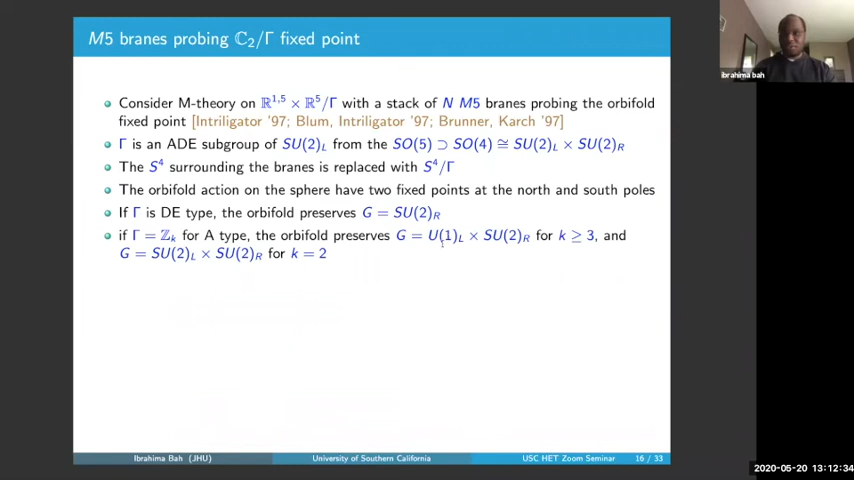 M5 branes probing ℂ₂/Γ fixed point
ibrahima bah
Consider M-theory on ℝ^{1,5} × ℝ^5/Γ with a stack of N M5 branes probing the orbifold
fixed point [Intriligator '97; Blum, Intriligator '97; Brunner, Karch '97]
Γ is an ADE subgroup of SU(2)_L from the SO(5) ⊃ SO(4) ≅ SU(2)_L × SU(2)_R
The S^4 surrounding the branes is replaced with S^4/Γ
The orbifold action on the sphere have two fixed points at the north and south poles
If Γ is DE type, the orbifold preserves G = SU(2)_R
if Γ = ℤ_k for A type, the orbifold preserves G = U(1)_L × SU(2)_R for k ≥ 3, and
G = SU(2)_L × SU(2)_R for k = 2
Ibrahima Bah (JHU) University of Southern California USC HET Zoom Seminar 16 / 33
2020-05-20 13:12:34